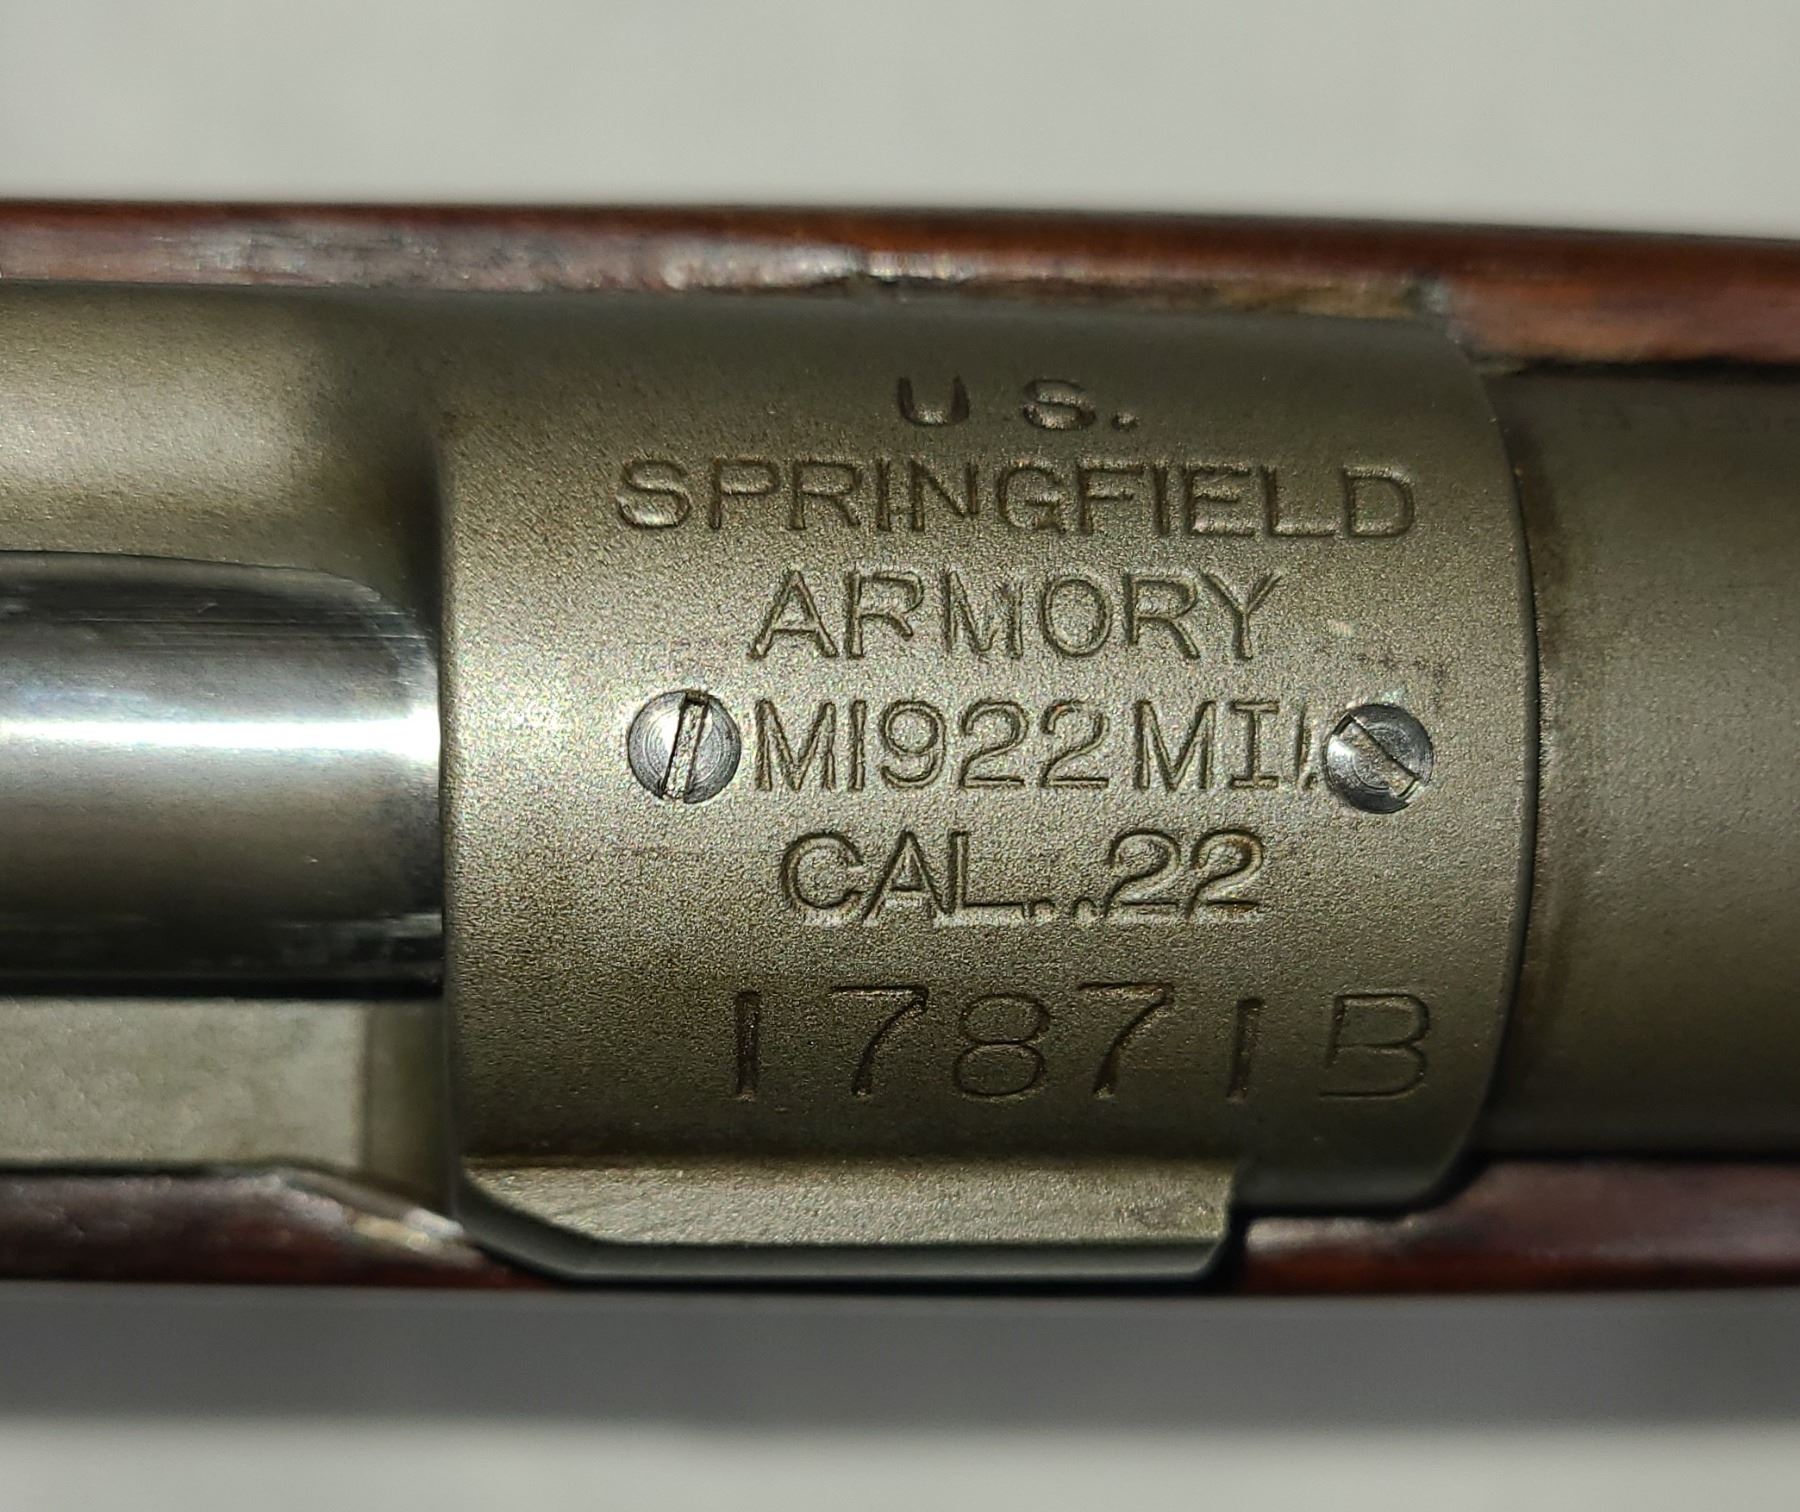 U.S.
SPRINGFIELD
ARMORY
M1922MII
CAL..22
17871B